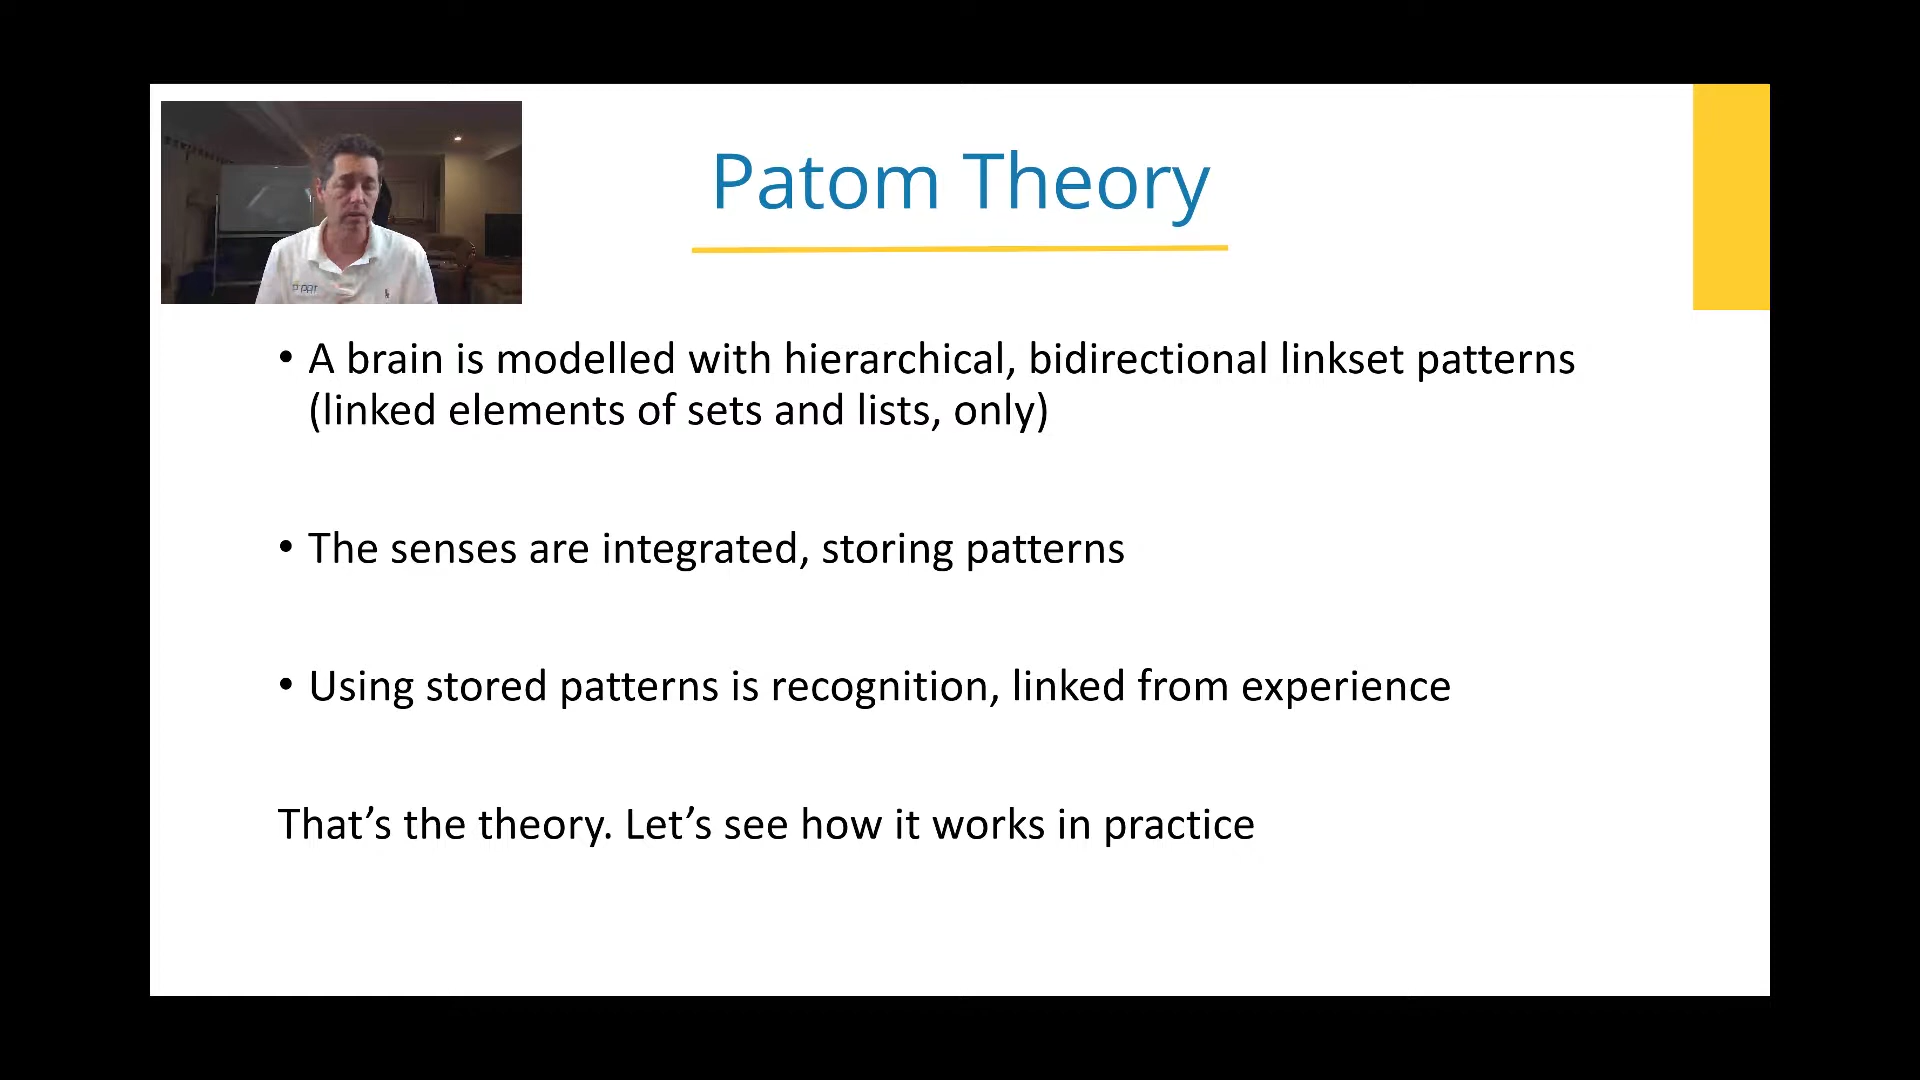 Patom Theory
• A brain is modelled with hierarchical, bidirectional linkset patterns
(linked elements of sets and lists, only)
• The senses are integrated, storing patterns
• Using stored patterns is recognition, linked from experience
That’s the theory. Let’s see how it works in practice